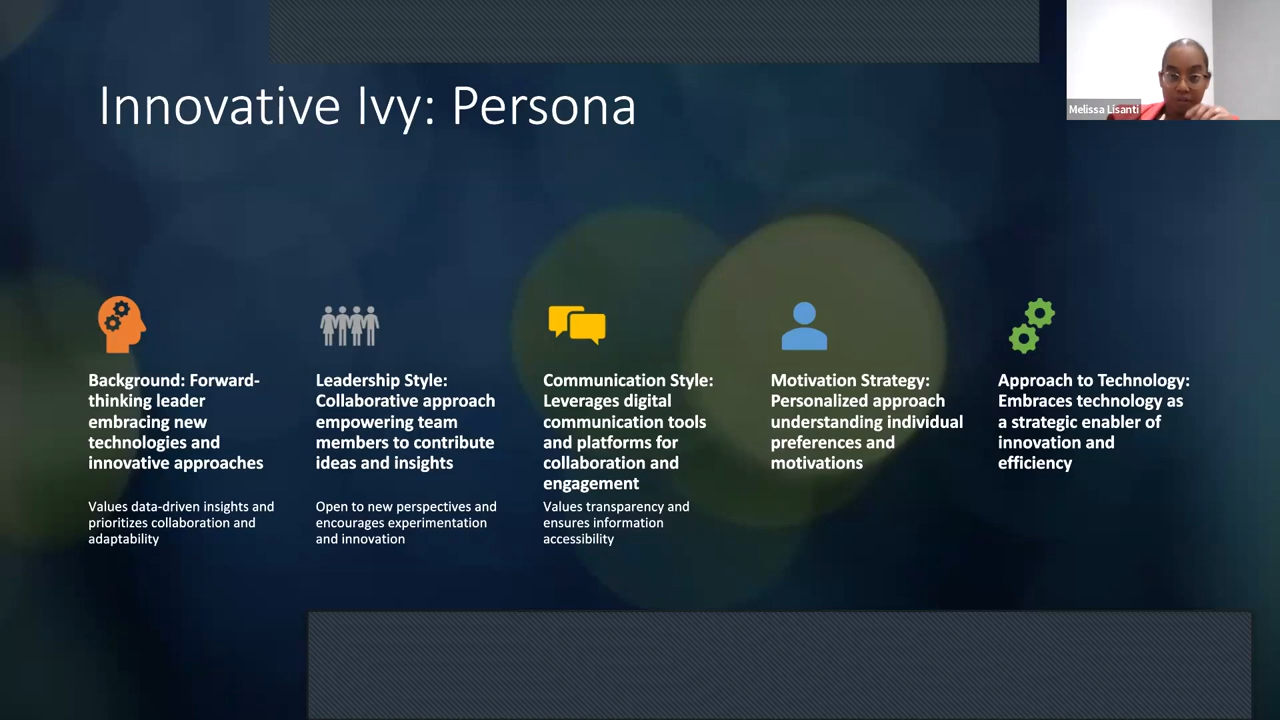 Innovative Ivy: Persona
Melissa Lisanti
Background: Forward-
thinking leader
embracing new
technologies and
innovative approaches
Values data-driven insights and
prioritizes collaboration and
adaptability
Leadership Style:
Collaborative approach
empowering team
members to contribute
ideas and insights
Open to new perspectives and
encourages experimentation
and innovation
Communication Style:
Leverages digital
communication tools
and platforms for
collaboration and
engagement
Values transparency and
ensures information
accessibility
Motivation Strategy:
Personalized approach
understanding individual
preferences and
motivations
Approach to Technology:
Embraces technology as
a strategic enabler of
innovation and
efficiency